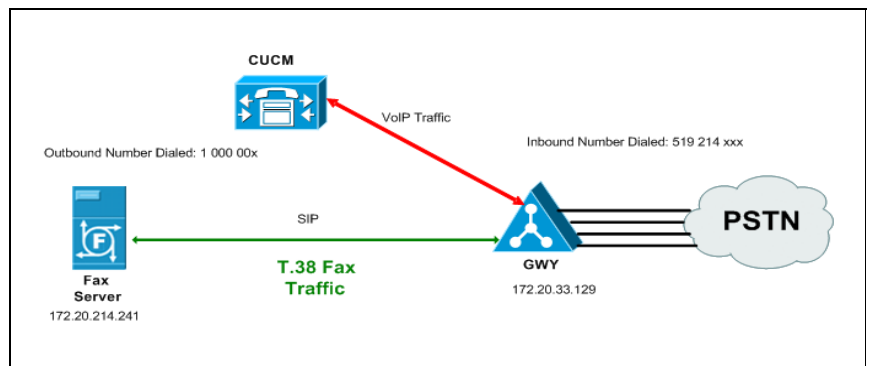 CUCM
VoIP Traffic
Outbound Number Dialed: 1 000 00x
Inbound Number Dialed: 519 214 xxx
SIP
T.38 Fax
Traffic
F
Fax
Server
172.20.214.241
GWY
172.20.33.129
PSTN